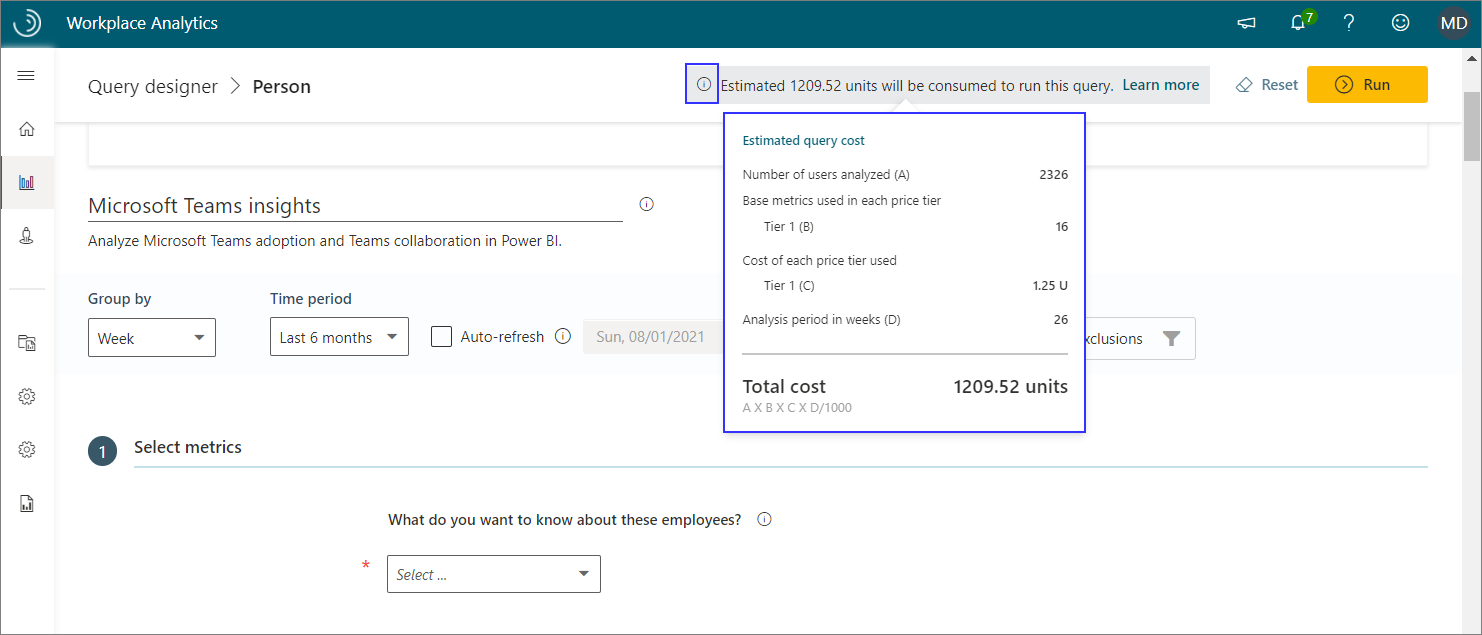 Workplace Analytics
7
?
MD
Query designer > Person
Estimated 1209.52 units will be consumed to run this query. Learn more
Reset
Run
Estimated query cost
Number of users analyzed (A) 2326
Base metrics used in each price tier
Tier 1 (B) 16
Cost of each price tier used
Tier 1 (C) 1.25 U
Analysis period in weeks (D) 26
Total cost 1209.52 units
A X B X C X D/1000
Microsoft Teams insights
Analyze Microsoft Teams adoption and Teams collaboration in Power BI.
Group by
Time period
Week
Last 6 months
Auto-refresh
Sun, 08/01/2021
xclusions
1 Select metrics
What do you want to know about these employees?
* Select ...